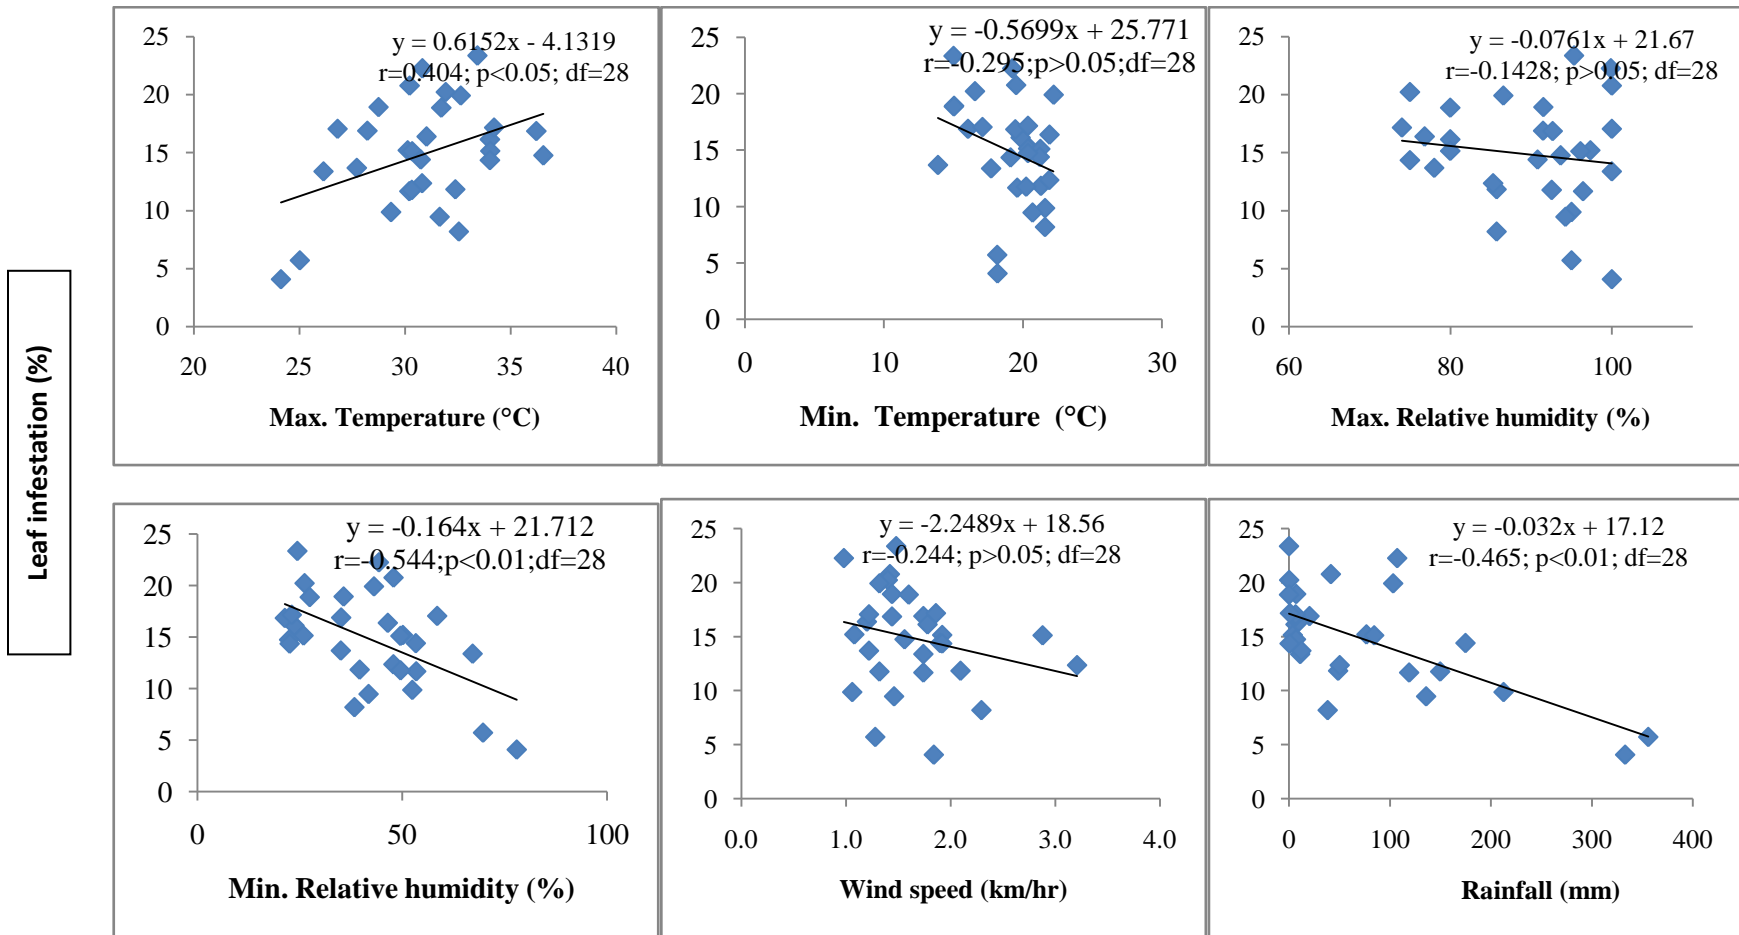 Leaf infestation (%)
y = 0.6152x - 4.1319
r=0.404; p<0.05; df=28
25
20
15
10
5
0
20 25 30 35 40
Max. Temperature (°C)
y = -0.5699x + 25.771
r=-0.295;p>0.05;df=28
25
20
15
10
5
0
0 10 20 30
Min. Temperature (°C)
y = -0.0761x + 21.67
r=-0.1428; p>0.05; df=28
25
20
15
10
5
0
60 80 100
Max. Relative humidity (%)
y = -0.164x + 21.712
r=-0.544;p<0.01;df=28
25
20
15
10
5
0
0 50 100
Min. Relative humidity (%)
y = -2.2489x + 18.56
r=-0.244; p>0.05; df=28
25
20
15
10
5
0
0.0 1.0 2.0 3.0 4.0
Wind speed (km/hr)
y = -0.032x + 17.12
r=-0.465; p<0.01; df=28
25
20
15
10
5
0
0 100 200 300 400
Rainfall (mm)